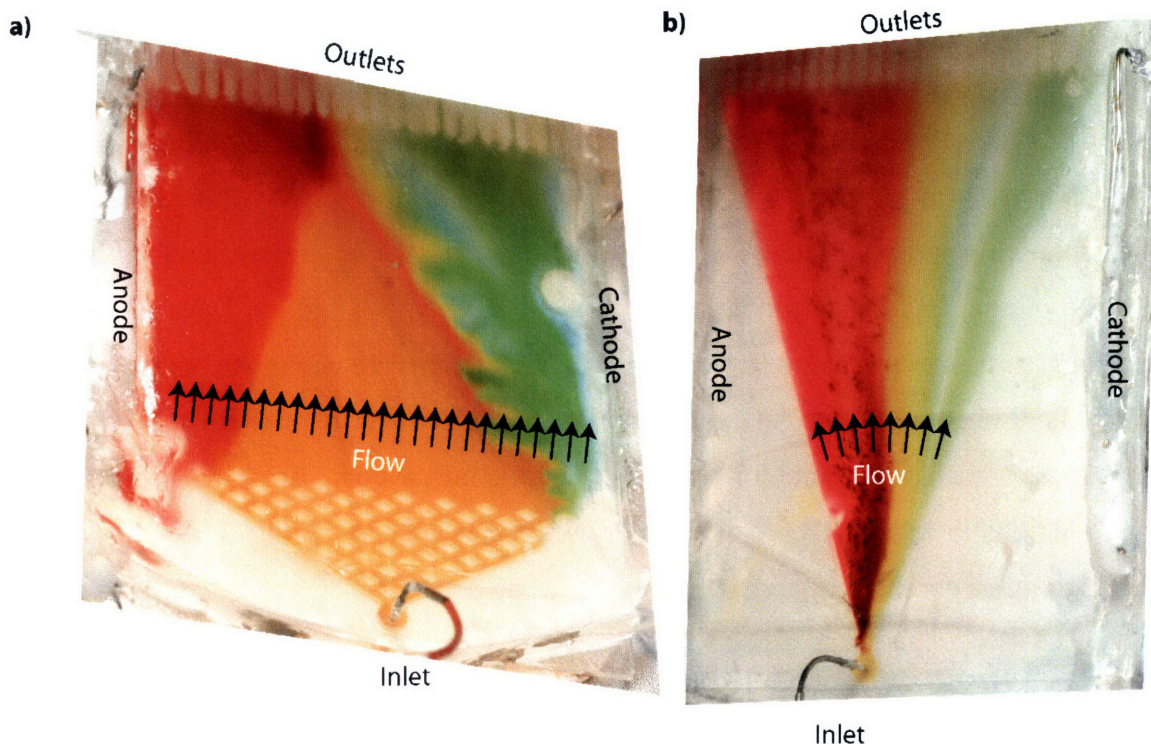 a)
Outlets
Anode
Cathode
Flow
Inlet
b)
Outlets
Anode
Cathode
Flow
Inlet